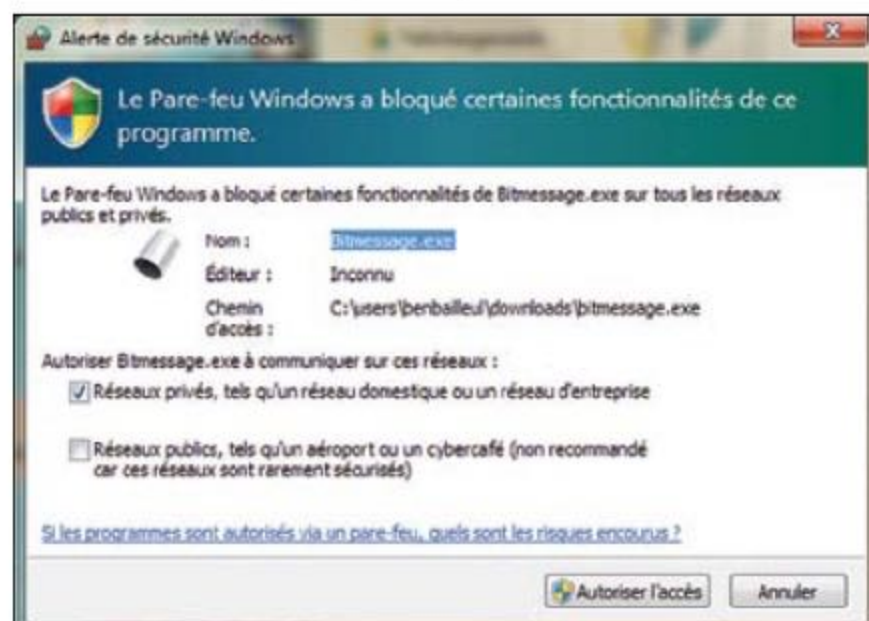 Alerte de sécurité Windows
Le Pare-feu Windows a bloqué certaines fonctionnalités de ce
programme.
Le Pare-feu Windows a bloqué certaines fonctionnalités de Bitmessage.exe sur tous les réseaux
publics et privés.
Nom : Bitmessage.exe
Éditeur : Inconnu
Chemin d'accès : C:\users\benbailleul\downloads\bitmessage.exe
Autoriser Bitmessage.exe à communiquer sur ces réseaux :
Réseaux privés, tels qu'un réseau domestique ou un réseau d'entreprise
Réseaux publics, tels qu'un aéroport ou un cybercafé (non recommandé
car ces réseaux sont rarement sécurisés)
Si les programmes sont autorisés via un pare-feu, quels sont les risques encourus ?
Autoriser l'accès Annuler